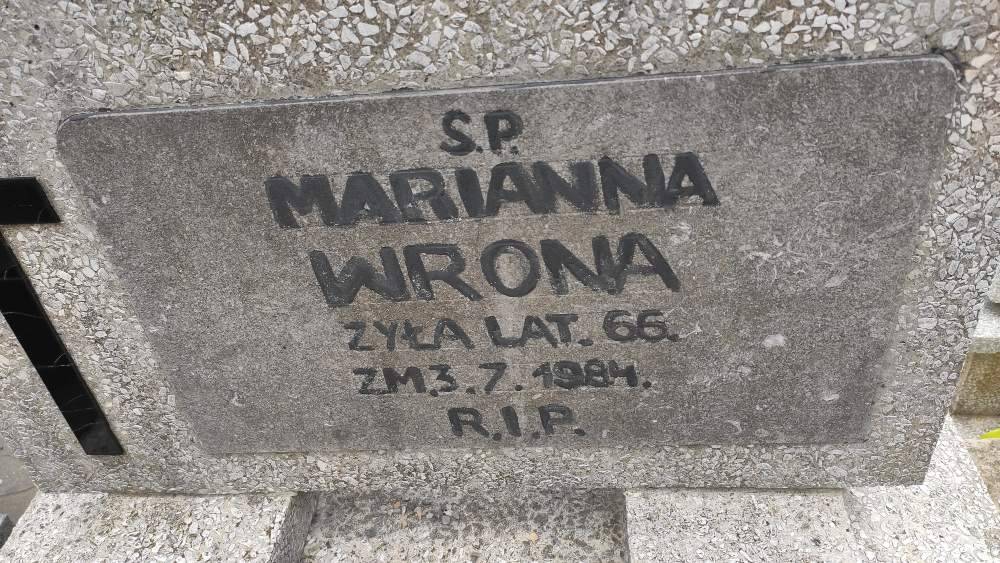 Ś.P.
MARIANNA
WRONA
ŻYŁA LAT. 66.
ZM.3.7.1984.
R.I.P.